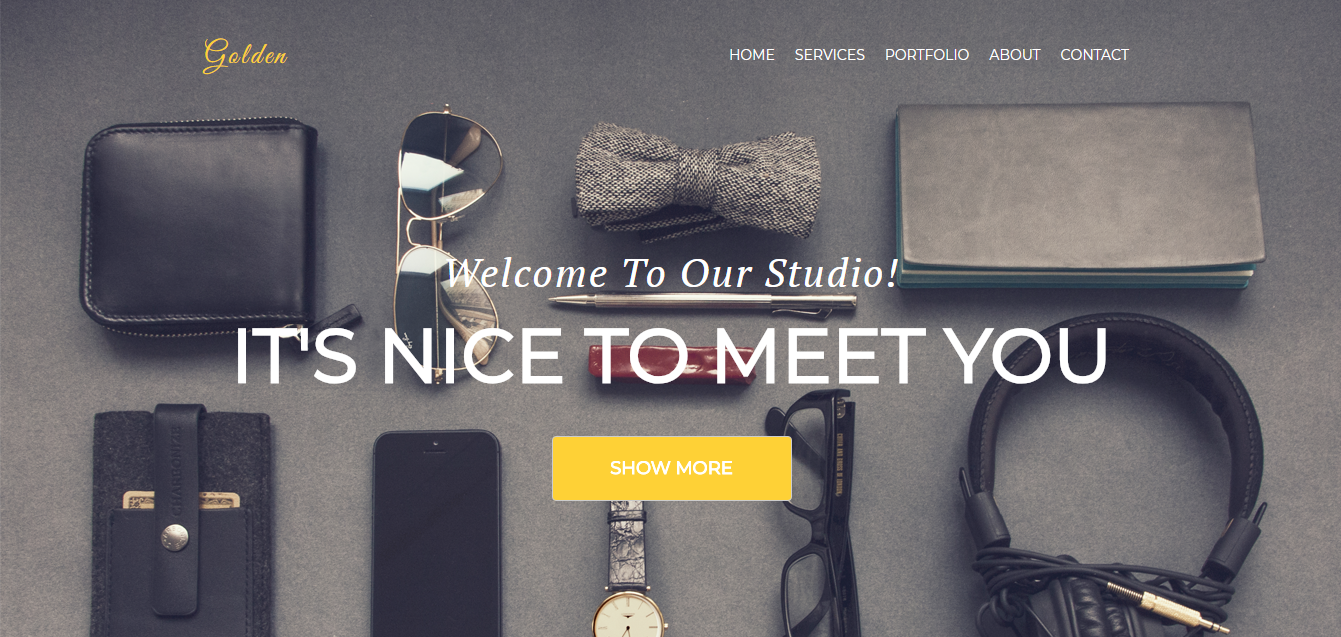 Golden
HOME SERVICES PORTFOLIO ABOUT CONTACT
Welcome To Our Studio!
IT'S NICE TO MEET YOU
SHOW MORE